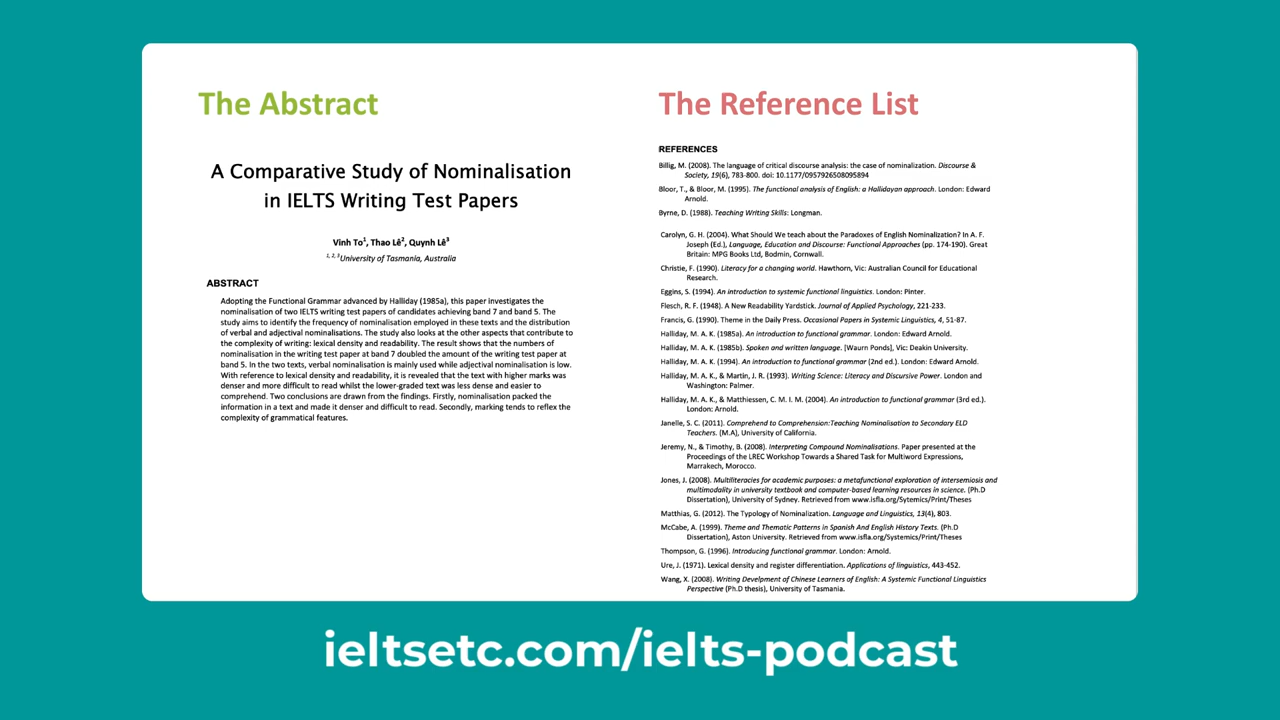 The Abstract
A Comparative Study of Nominalisation
in IELTS Writing Test Papers
Vinh To1, Thao Lê2, Quynh Lê3
1, 2, 3University of Tasmania, Australia
ABSTRACT
Adopting the Functional Grammar advanced by Halliday (1985a), this paper investigates the
nominalisation of two IELTS writing test papers of candidates achieving band 7 and band 5. The
study aims to identify the frequency of nominalisation employed in these texts and the distribution
of verbal and adjectival nominalisations. The study also looks at the other aspects that contribute to
the complexity of writing: lexical density and readability. The result shows that the numbers of
nominalisation in the writing test paper at band 7 doubled the amount of the writing test paper at
band 5. In the two texts, verbal nominalisation is mainly used while adjectival nominalisation is low.
With reference to lexical density and readability, it is revealed that the text with higher marks was
denser and more difficult to read whilst the lower-graded text was less dense and easier to
comprehend. Two conclusions are drawn from the findings. Firstly, nominalisation packed the
information in a text and made it denser and difficult to read. Secondly, marking tends to reflect the
complexity of grammatical features.
The Reference List
REFERENCES
Billig, M. (2008). The language of critical discourse analysis: the case of nominalization. Discourse &
Society, 19(6), 783-800. doi: 10.1177/0957926508095894
Bloor, T., & Bloor, M. (1995). The functional analysis of English: a Hallidayan approach. London: Edward
Arnold.
Byrne, D. (1988). Teaching Writing Skills: Longman.
Carolyn, G. H. (2004). What Should We teach about the Paradoxes of English Nominalization? In A. F.
Joseph (Ed.), Language, Education and Discourse: Functional Approaches (pp. 174-190). Great
Britain: MPG Books Ltd, Bodmin, Cornwall.
Christie, F. (1990). Literacy for a changing world. Hawthorn, Vic: Australian Council for Educational
Research.
Eggins, S. (1994). An introduction to systemic functional linguistics. London: Pinter.
Flesch, R. F. (1948). A New Readability Yardstick. Journal of Applied Psychology, 221-233.
Francis, G. (1990). Theme in the Daily Press. Occasional Papers in Systemic Linguistics, 4, 51-87.
Halliday, M. A. K. (1985a). An introduction to functional grammar. London: Edward Arnold.
Halliday, M. A. K. (1985b). Spoken and written language. [Waurn Ponds], Vic: Deakin University.
Halliday, M. A. K. (1994). An introduction to functional grammar (2nd ed.). London: Edward Arnold.
Halliday, M. A. K., & Martin, J. R. (1993). Writing Science: Literacy and Discursive Power. London and
Washington: Palmer.
Halliday, M. A. K., & Matthiessen, C. M. I. M. (2004). An introduction to functional grammar (3rd ed.).
London: Arnold.
Janelle, S. C. (2011). Comprehend to Comprehension:Teaching Nominalisation to Secondary ELD
Teachers. (M.A), University of California.
Jeremy, N., & Timothy, B. (2008). Interpreting Compound Nominalisations. Paper presented at the
Proceedings of the LREC Workshop Towards a Shared Task for Multiword Expressions,
Marrakech, Morocco.
Jones, J. (2008). Multiliteracies for academic purposes: a metafunctional exploration of intersemiosis and
multimodality in university textbook and computer-based learning resources in science. (Ph.D
Dissertation), University of Sydney. Retrieved from www.isfla.org/Sytemics/Print/Theses
Matthias, G. (2012). The Typology of Nominalization. Language and Linguistics, 13(4), 803.
McCabe, A. (1999). Theme and Thematic Patterns in Spanish And English History Texts. (Ph.D
Dissertation), Aston University. Retrieved from www.isfla.org/Systemics/Print/Theses
Thompson, G. (1996). Introducing functional grammar. London: Arnold.
Ure, J. (1971). Lexical density and register differentiation. Applications of linguistics, 443-452.
Wang, X. (2008). Writing Develpment of Chinese Learners of English: A Systemic Functional Linguistics
Perspective (Ph.D thesis), University of Tasmania.
ieltsetc.com/ielts-podcast